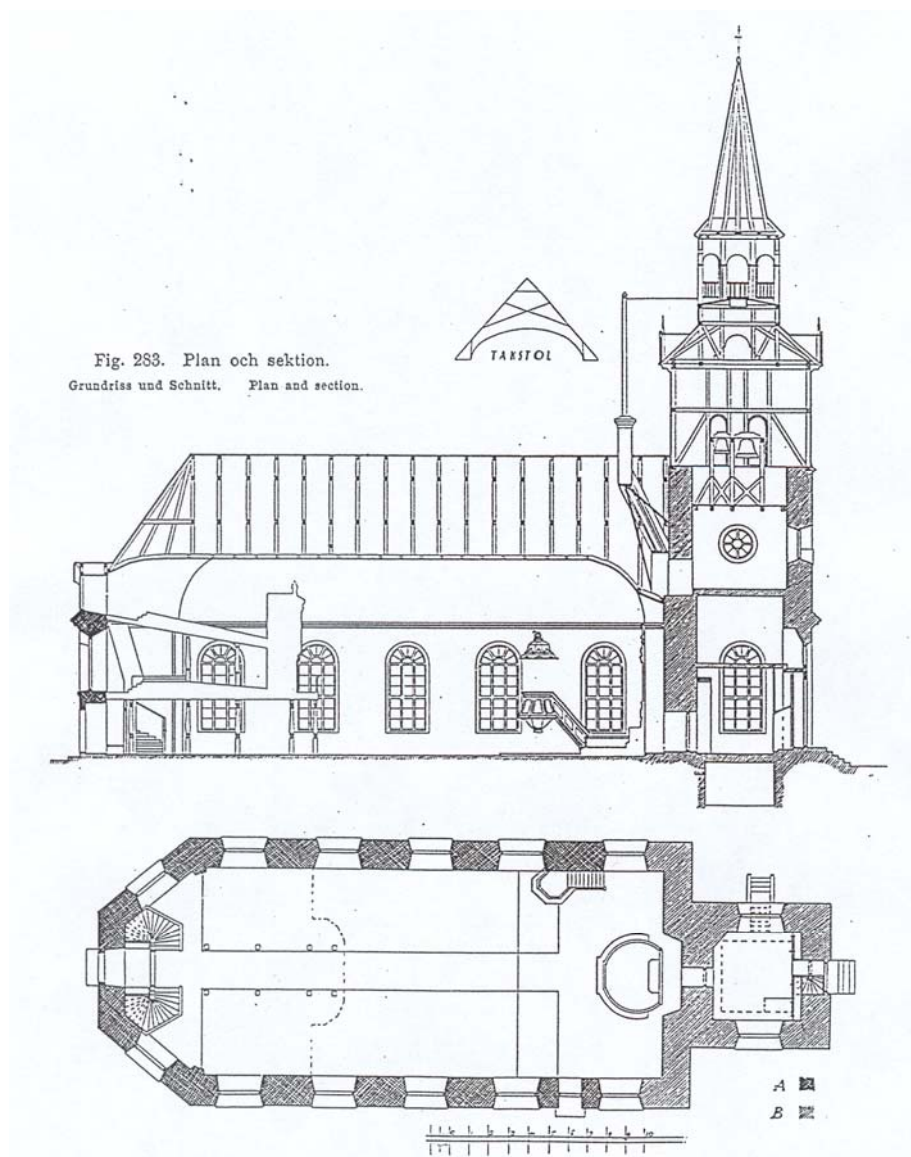 TAKSTOL
Fig. 283. Plan och sektion.
Grundriss und Schnitt. Plan and section.
A
B